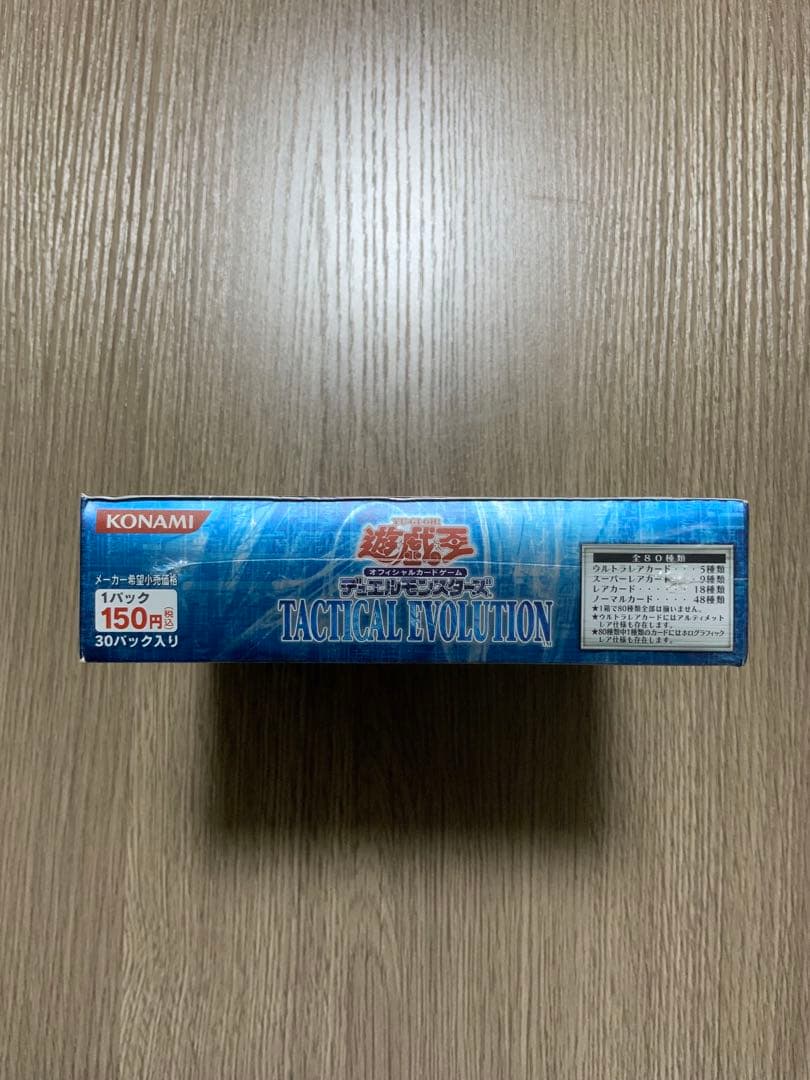 KONAMI
メーカー希望小売価格
1パック
150円(税込)
30パック入り
YU-GI-OH!
遊戯王
オフィシャルカードゲーム
デュエルモンスターズ
TACTICAL EVOLUTION™
全80種類
ウルトラレアカード・・・5種類
スーパーレアカード・・・9種類
レアカード・・・・・・・18種類
ノーマルカード・・・・・48種類
★1箱で80種類全部は揃いません。
★ウルトラレアカードにはアルティメット
レア仕様も存在します。
★80種類中1種類のカードにはホログラフィック
レア仕様も存在します。